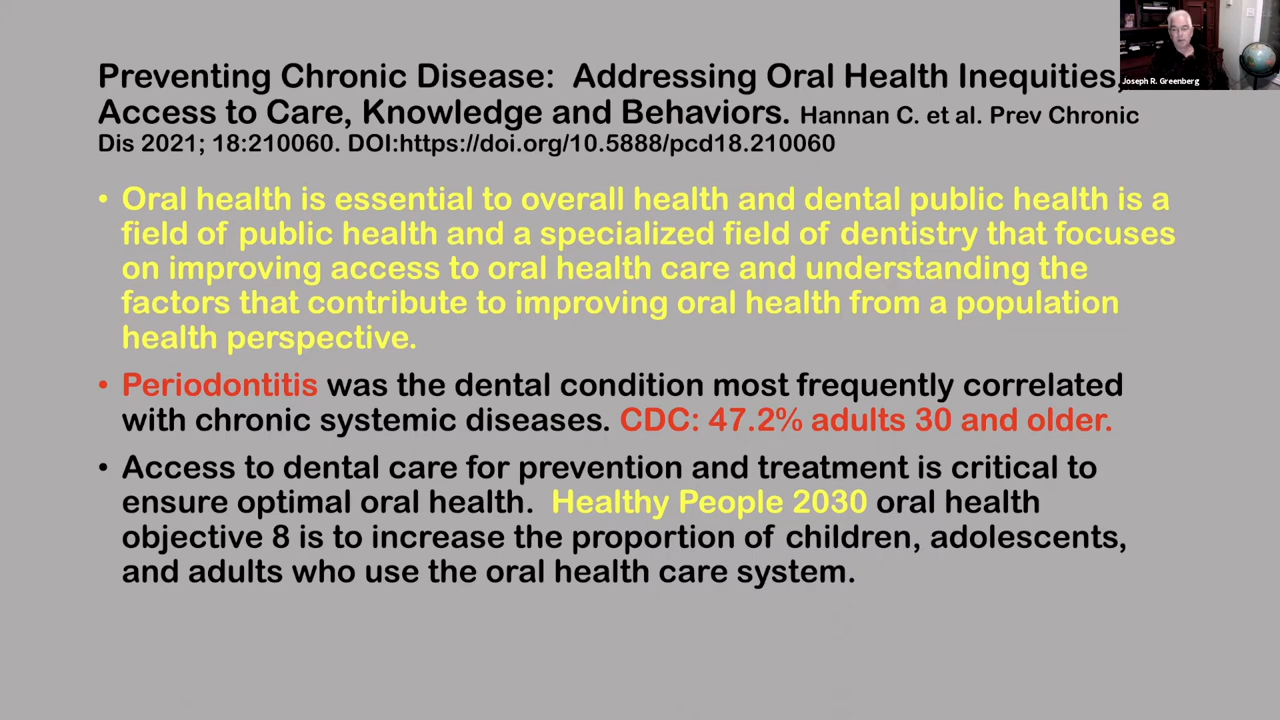 Preventing Chronic Disease: Addressing Oral Health Inequities,
Joseph R. Greenberg
Access to Care, Knowledge and Behaviors. Hannan C. et al. Prev Chronic
Dis 2021; 18:210060. DOI:https://doi.org/10.5888/pcd18.210060
• Oral health is essential to overall health and dental public health is a
field of public health and a specialized field of dentistry that focuses
on improving access to oral health care and understanding the
factors that contribute to improving oral health from a population
health perspective.
• Periodontitis was the dental condition most frequently correlated
with chronic systemic diseases. CDC: 47.2% adults 30 and older.
• Access to dental care for prevention and treatment is critical to
ensure optimal oral health. Healthy People 2030 oral health
objective 8 is to increase the proportion of children, adolescents,
and adults who use the oral health care system.